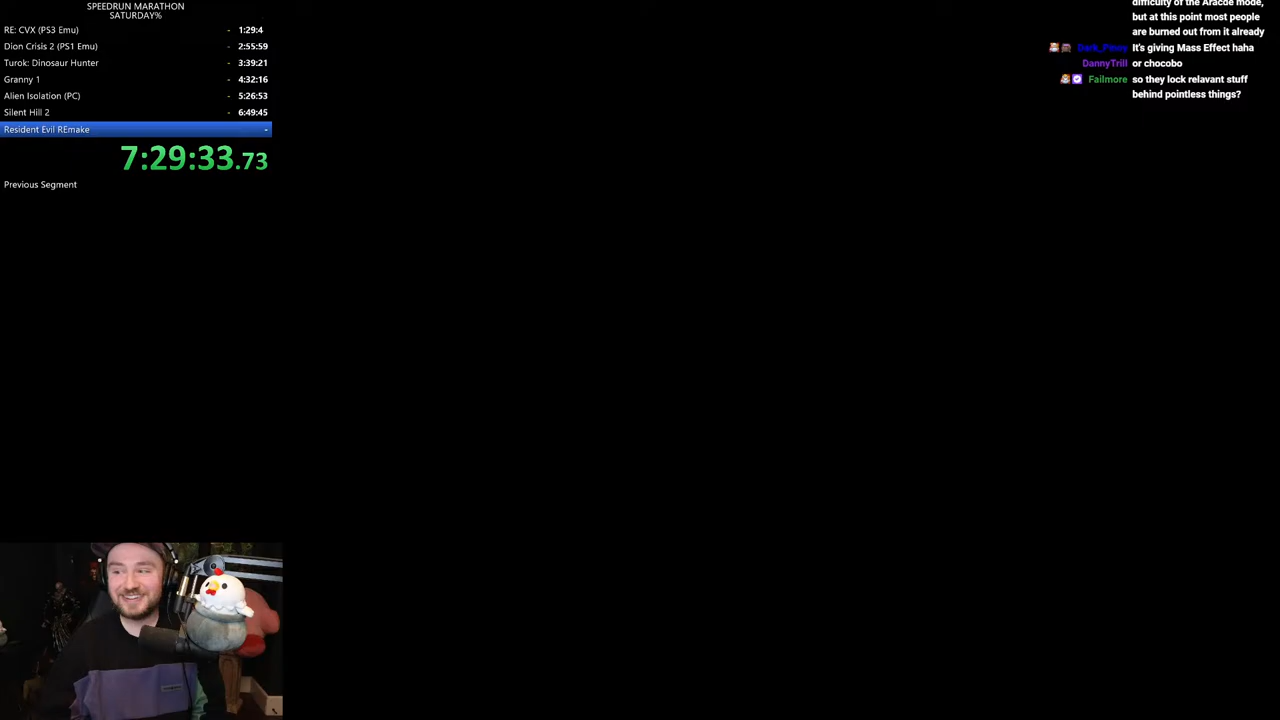 SPEEDRUN MARATHON
SATURDAY%
RE: CVX (PS3 Emu) - 1:29:4
Dion Crisis 2 (PS1 Emu) - 2:55:59
Turok: Dinosaur Hunter - 3:39:21
Granny 1 - 4:32:16
Alien Isolation (PC) - 5:26:53
Silent Hill 2 - 6:49:45
Resident Evil REmake -
7:29:33.73
Previous Segment
difficulty of the Aracde mode,
but at this point most people
are burned out from it already
It's giving Mass Effect haha
DannyTrill or chocobo
Failmore so they lock relavant stuff
behind pointless things?